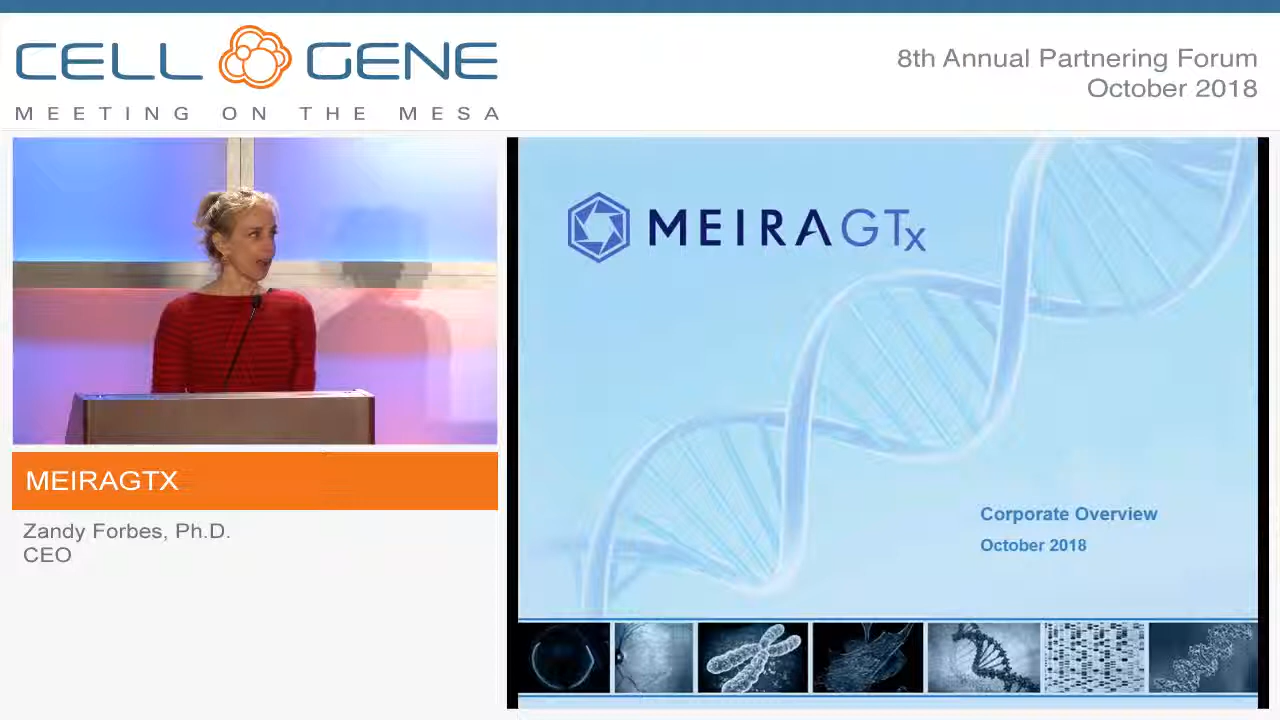 CELL GENE
MEETING ON THE MESA
8th Annual Partnering Forum
October 2018
MEIRAGTx
Corporate Overview
October 2018
MEIRAGTX
Zandy Forbes, Ph.D.
CEO